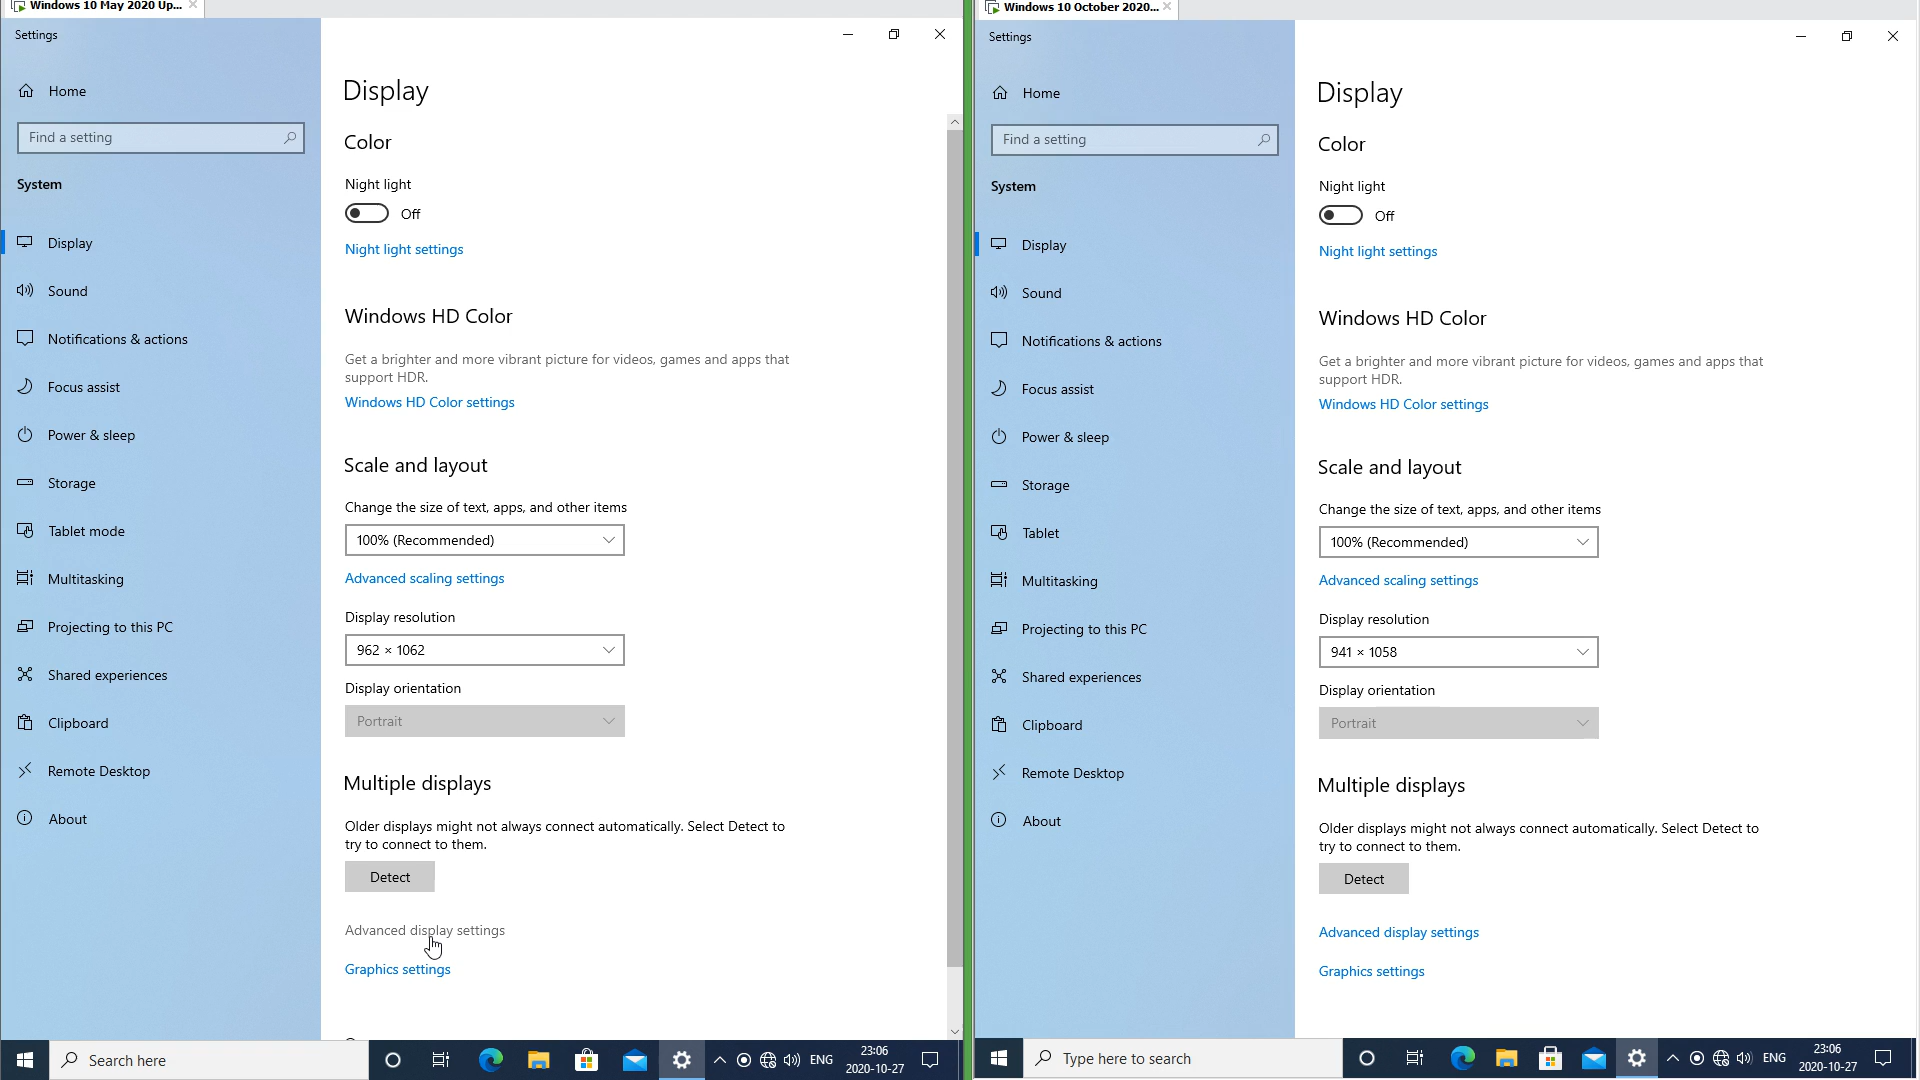 Windows 10 May 2020 Up...
Settings
Home
Find a setting
System
Display
Sound
Notifications & actions
Focus assist
Power & sleep
Storage
Tablet mode
Multitasking
Projecting to this PC
Shared experiences
Clipboard
Remote Desktop
About
Display
Color
Night light
Off
Night light settings
Windows HD Color
Get a brighter and more vibrant picture for videos, games and apps that
support HDR.
Windows HD Color settings
Scale and layout
Change the size of text, apps, and other items
100% (Recommended)
Advanced scaling settings
Display resolution
962 × 1062
Display orientation
Portrait
Multiple displays
Older displays might not always connect automatically. Select Detect to
try to connect to them.
Detect
Advanced display settings
Graphics settings
Search here
ENG
23:06
2020-10-27
Windows 10 October 2020...
Settings
Home
Find a setting
System
Display
Sound
Notifications & actions
Focus assist
Power & sleep
Storage
Tablet
Multitasking
Projecting to this PC
Shared experiences
Clipboard
Remote Desktop
About
Display
Color
Night light
Off
Night light settings
Windows HD Color
Get a brighter and more vibrant picture for videos, games and apps that
support HDR.
Windows HD Color settings
Scale and layout
Change the size of text, apps, and other items
100% (Recommended)
Advanced scaling settings
Display resolution
941 × 1058
Display orientation
Portrait
Multiple displays
Older displays might not always connect automatically. Select Detect to
try to connect to them.
Detect
Advanced display settings
Graphics settings
Type here to search
ENG
23:06
2020-10-27